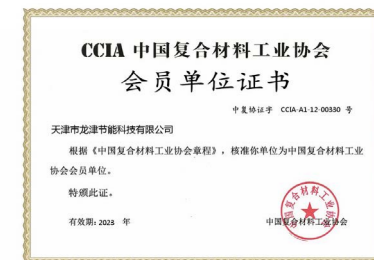 CCIA 中国复合材料工业协会
会员单位证书
中复协证字 CCIA-A1-12-00330 号
天津市龙津节能科技有限公司
根据《中国复合材料工业协会章程》，核准你单位为中国复合材料工业
协会会员单位。
特颁此证。
有效期：2023 年
中国复合材料工业协会